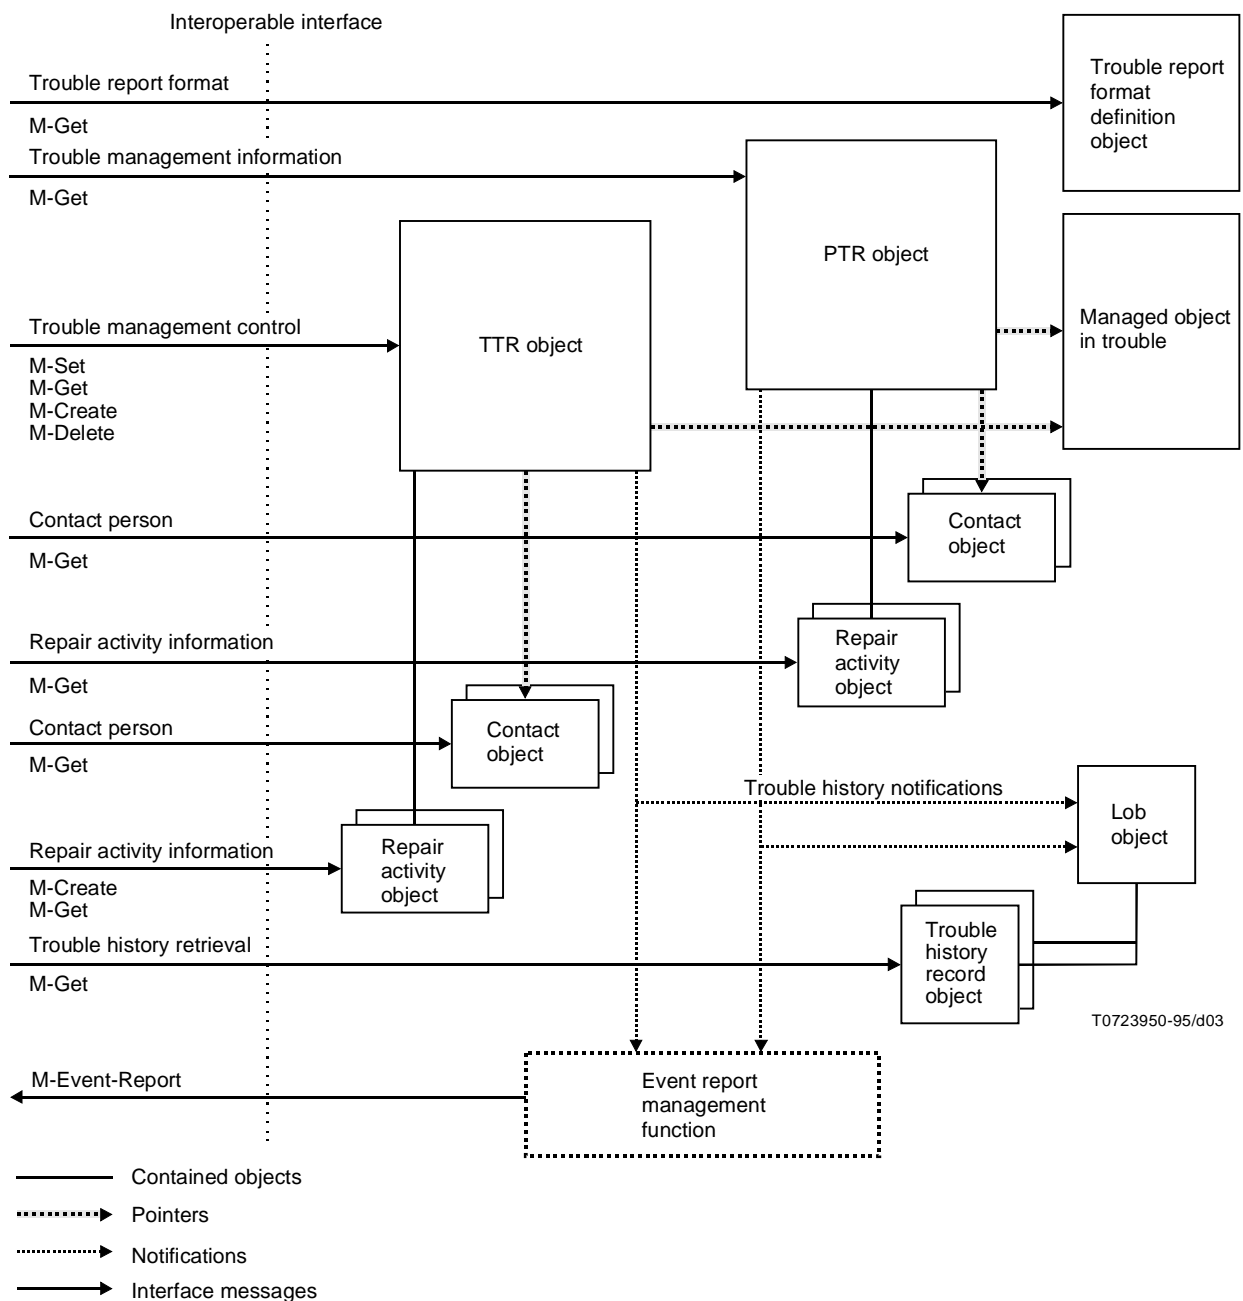 Interoperable interface
Trouble report format
M-Get
Trouble report
format
definition
object
Trouble management information
M-Get
PTR object
Trouble management control
M-Set
M-Get
M-Create
M-Delete
TTR object
Managed object
in trouble
Contact person
M-Get
Contact
object
Repair activity information
M-Get
Repair
activity
object
Contact person
M-Get
Contact
object
Trouble history notifications
Lob
object
Repair activity information
M-Create
M-Get
Repair
activity
object
Trouble history retrieval
M-Get
Trouble
history
record
object
T0723950-95/d03
M-Event-Report
Event report
management
function
Contained objects
Pointers
Notifications
Interface messages